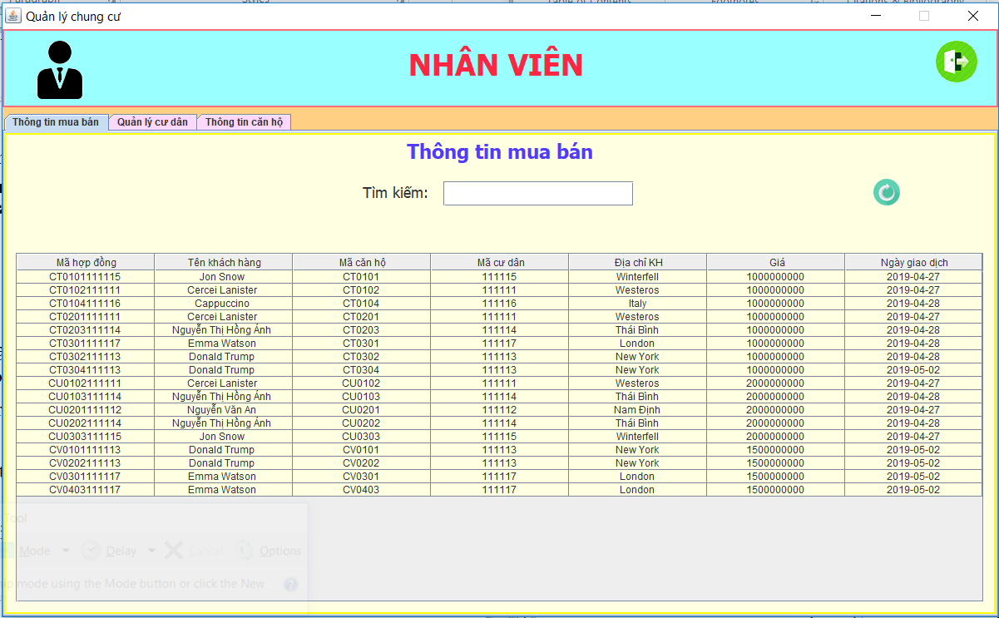 Quản lý chung cư
NHÂN VIÊN
Thông tin mua bán Quản lý cư dân Thông tin căn hộ
Thông tin mua bán
Tìm kiếm:
Mã hợp đồng Tên khách hàng Mã căn hộ Mã cư dân Địa chỉ KH Giá Ngày giao dịch
CT0101111115 Jon Snow CT0101 111115 Winterfell 1000000000 2019-04-27
CT0102111111 Cercei Lanister CT0102 111111 Westeros 1000000000 2019-04-27
CT0104111116 Cappuccino CT0104 111116 Italy 1000000000 2019-04-28
CT0201111111 Cercei Lanister CT0201 111111 Westeros 1000000000 2019-04-27
CT0203111114 Nguyễn Thị Hồng Ánh CT0203 111114 Thái Bình 1000000000 2019-04-28
CT0301111117 Emma Watson CT0301 111117 London 1000000000 2019-04-28
CT0302111113 Donald Trump CT0302 111113 New York 1000000000 2019-04-28
CT0304111113 Donald Trump CT0304 111113 New York 1000000000 2019-05-02
CU0102111111 Cercei Lanister CU0102 111111 Westeros 2000000000 2019-04-27
CU0103111114 Nguyễn Thị Hồng Ánh CU0103 111114 Thái Bình 2000000000 2019-04-28
CU0201111112 Nguyễn Văn An CU0201 111112 Nam Định 2000000000 2019-04-27
CU0202111114 Nguyễn Thị Hồng Ánh CU0202 111114 Thái Bình 2000000000 2019-04-28
CU0303111115 Jon Snow CU0303 111115 Winterfell 2000000000 2019-04-27
CV0101111113 Donald Trump CV0101 111113 New York 1500000000 2019-05-02
CV0202111113 Donald Trump CV0202 111113 New York 1500000000 2019-05-02
CV0301111117 Emma Watson CV0301 111117 London 1500000000 2019-05-02
CV0403111117 Emma Watson CV0403 111117 London 1500000000 2019-05-02
Tool
Mode Delay Cancel Options
mode using the Mode button or click the New